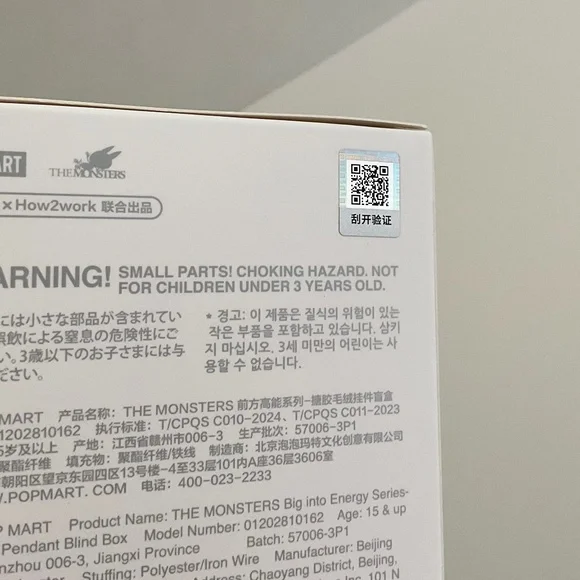 MART THE MONSTERS
× How2work 联合出品
刮开验证
WARNING! SMALL PARTS! CHOKING HAZARD. NOT
FOR CHILDREN UNDER 3 YEARS OLD.
には小さな部品が含まれてい
誤飲による窒息の危険性にご
い。3歳以下のお子さまには与
ださい。
* 경고: 이 제품은 질식의 위험이 있는
작은 부품을 포함하고 있습니다. 삼키
지 마십시오, 3세 미만의 어린이는 사
용할 수 없습니다.
MART 产品名称: THE MONSTERS 前方高能系列-搪胶毛绒挂件盲盒
01202810162 执行标准: T/CPQS C010-2024、T/CPQS C011-2023
5岁及以上 产地: 江西省赣州市006-3 生产批次: 57006-3P1
聚酯纤维 填充物: 聚酯纤维/铁线 制造商: 北京泡泡玛特文化创意有限公司
朝阳区望京东园四区13号楼-4至33层101内A座36层3606室
.POPMART. COM 电话: 400-023-2233
P MART Product Name: THE MONSTERS Big into Energy Series-
Pendant Blind Box Model Number: 01202810162 Age: 15 & up
nzhou 006-3, Jiangxi Province Batch: 57006-3P1
Stuffing: Polyester/Iron Wire Manufacturer: Beijing
Address: Chaoyang District, Beijing,
101 N